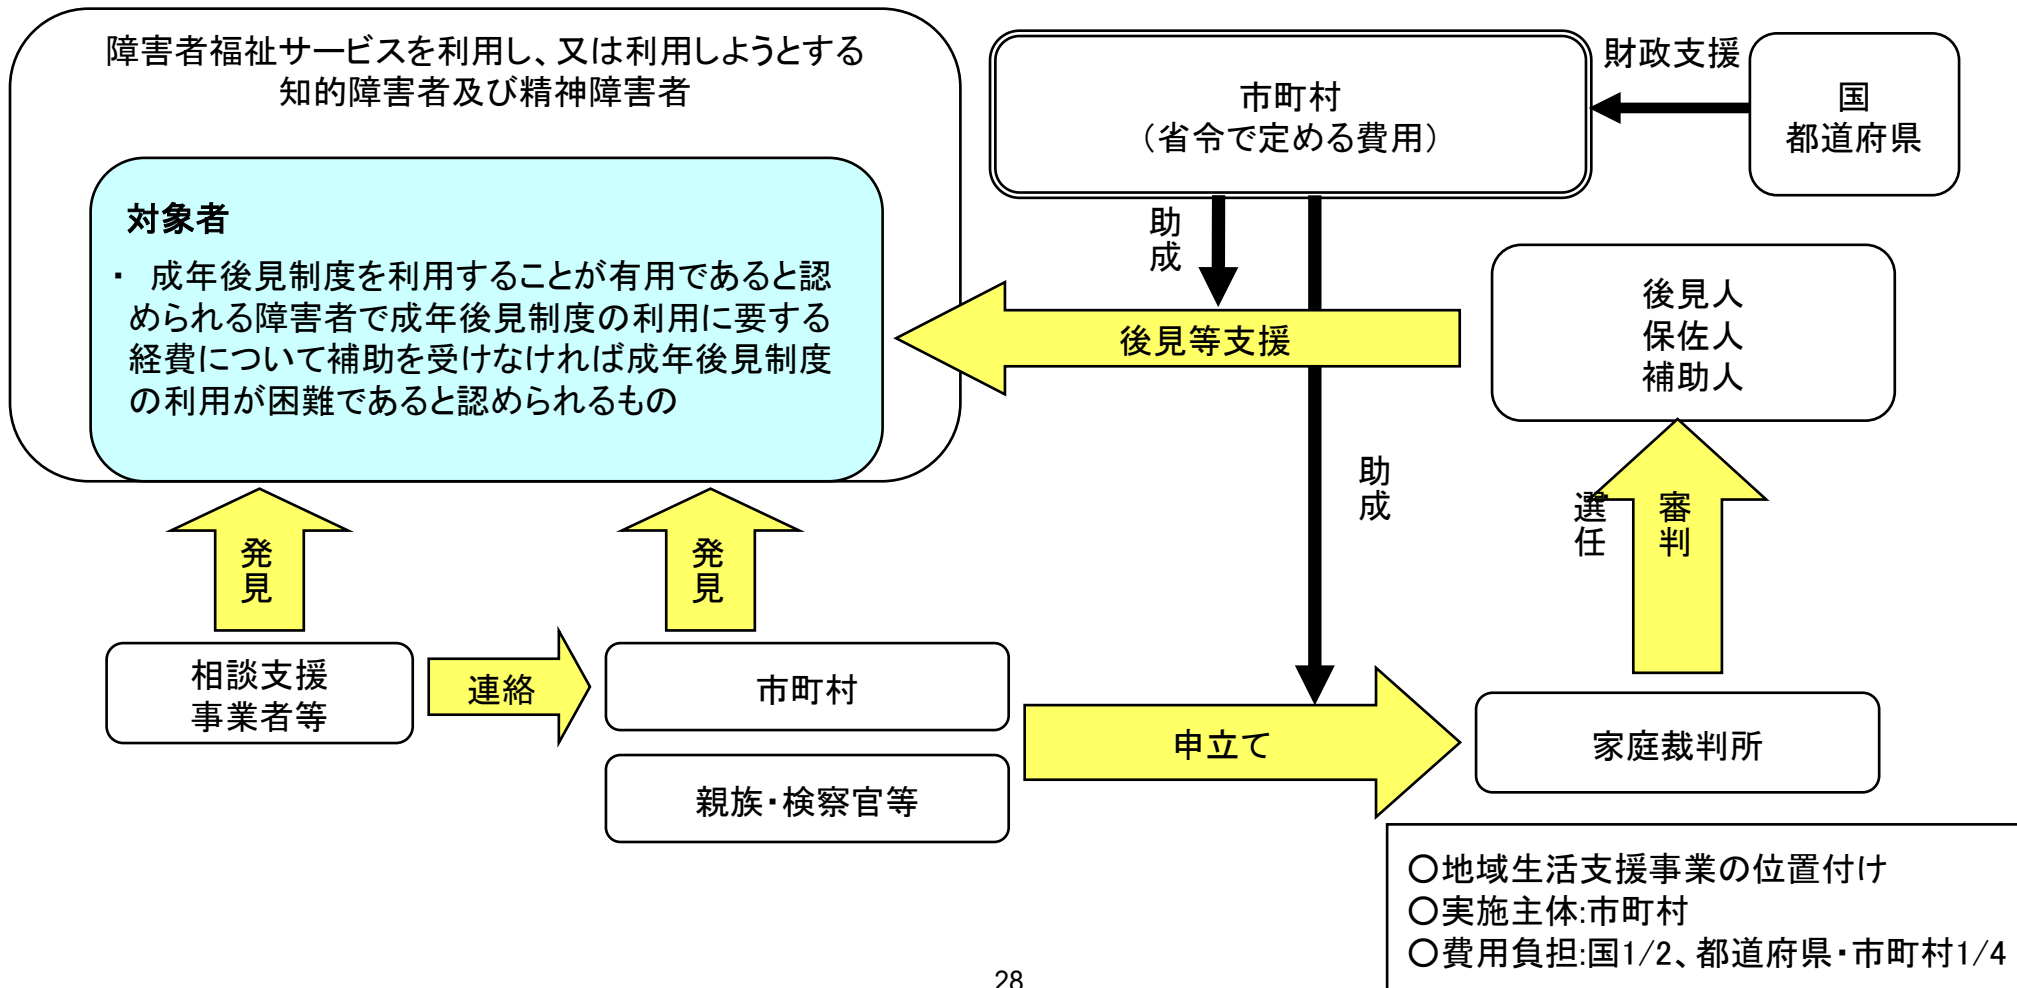 障害者福祉サービスを利用し、又は利用しようとする
知的障害者及び精神障害者
対象者
・ 成年後見制度を利用することが有用であると認
められる障害者で成年後見制度の利用に要する
経費について補助を受けなければ成年後見制度
の利用が困難であると認められるもの
市町村
（省令で定める費用）
財政支援
国
都道府県
助成
後見等支援
後見人
保佐人
補助人
助成
選任
審判
発見
発見
相談支援
事業者等
連絡
市町村
親族・検察官等
申立て
家庭裁判所
○地域生活支援事業の位置付け
○実施主体:市町村
○費用負担:国1/2、都道府県・市町村1/4
28